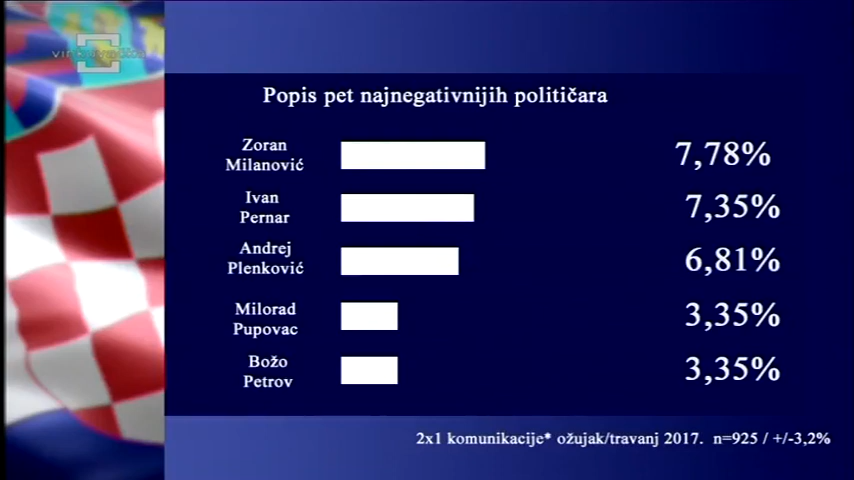 Popis pet najnegativnijih političara
Zoran
Milanović
7,78%
Ivan
Pernar
7,35%
Andrej
Plenković
6,81%
Milorad
Pupovac
3,35%
Božo
Petrov
3,35%
2x1 komunikacije* ožujak/travanj 2017. n=925 / +/-3,2%